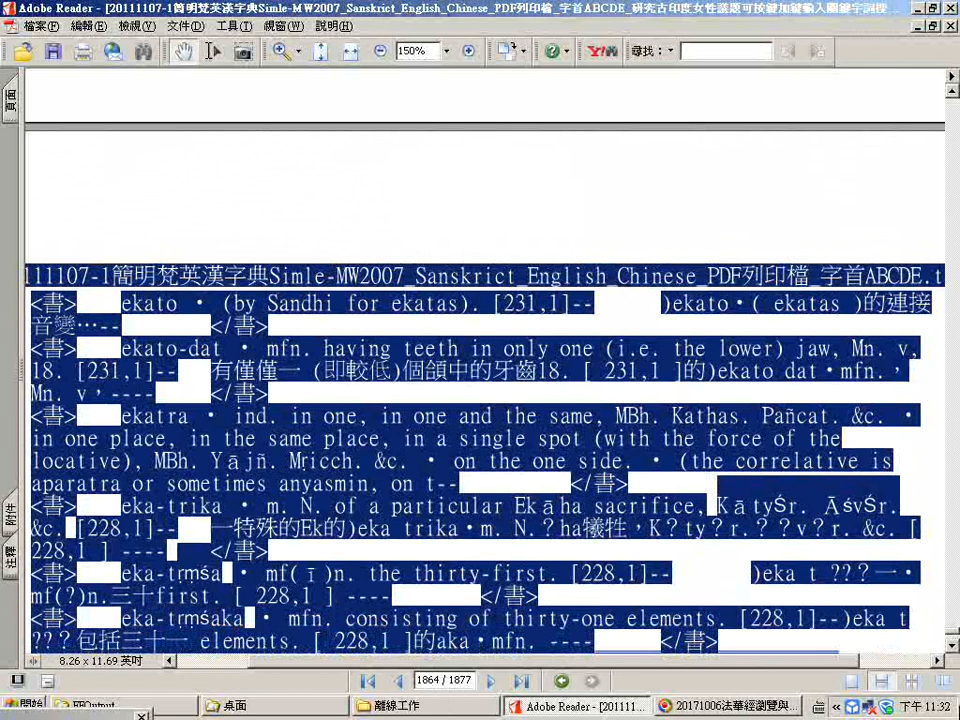 Adobe Reader - [20111107-1簡明梵英漢字典Simle-MW2007_Sanskrict_English_Chinese_PDF列印檔_字首ABCDE_研究古印度女性議題可按鍵加鍵輸入關鍵字詞搜
檔案(F) 編輯(E) 檢視(V) 文件(D) 工具(T) 視窗(W) 說明(H)
150% 尋找:
頁面
111107-1簡明梵英漢字典Simle-MW2007_Sanskrict_English_Chinese_PDF列印檔_字首ABCDE.t
<書> ekato • (by Sandhi for ekatas). [231,1]-- )ekato•( ekatas )的連接
音變…-- </書>
<書> ekato-dat • mfn. having teeth in only one (i.e. the lower) jaw, Mn. v,
18. [231,1]-- 有僅僅一 (即較低)個頷中的牙齒18. [ 231,1 ]的)ekato dat•mfn.,
Mn. v,---- </書>
<書> ekatra • ind. in one, in one and the same, MBh. Kathas. Pañcat. &c. •
in one place, in the same place, in a single spot (with the force of the
locative), MBh. Yājñ. Mṛicch. &c. • on the one side. • (the correlative is
aparatra or sometimes anyasmin, on t-- </書>
<書> eka-trika • m. N. of a particular Ekāha sacrifice, KātyŚr. ĀśvŚr.
&c. [228,1]-- 一特殊的Ek的)eka trika•m. N.?ha犧牲,K?ty?r.??v?r. &c. [
228,1 ] ---- </書>
<書> eka-trṃśa • mf( ī )n. the thirty-first. [228,1]-- )eka t ???一•
mf(?)n.三十first. [ 228,1 ] ---- </書>
<書> eka-trṃśaka • mfn. consisting of thirty-one elements. [228,1]--)eka t
???包括三十一 elements. [ 228,1 ]的aka•mfn. ---- </書>
附件
注釋
8.26 x 11.69 英吋
1864 / 1877
開始 FFOutput 桌面 離線工作 Adobe Reader - [2011... 20171006法華經瀏覽與... 下午 11:32